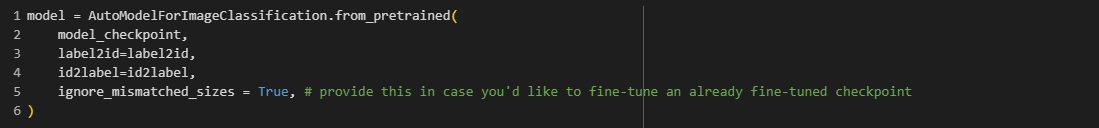 1 model = AutoModelForImageClassification.from_pretrained(
2     model_checkpoint,
3     label2id=label2id,
4     id2label=id2label,
5     ignore_mismatched_sizes = True, # provide this in case you'd like to fine-tune an already fine-tuned checkpoint
6 )